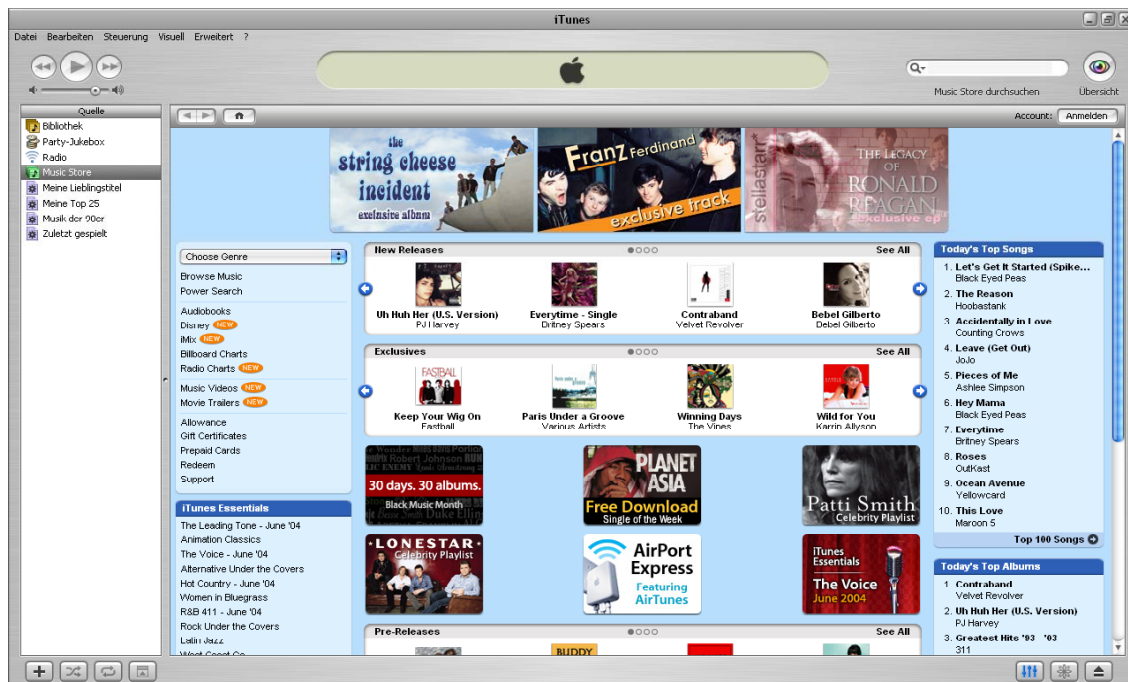 iTunes
Datei Bearbeiten Steuerung Visuell Erweitert ?
Music Store durchsuchen
Übersicht
Quelle
Bibliothek
Party-Jukebox
Radio
Music Store
Meine Lieblingstitel
Meine Top 25
Musik der 90er
Zuletzt gespielt
Account: Anmelden
the
string cheese
incident
exclusive album
Franz Ferdinand
exclusive track
stellastarr*
THE LEGACY
OF
RONALD
REAGAN
exclusive ep
Choose Genre
Browse Music
Power Search
Audiobooks
Disney NEW
iMix NEW
Billboard Charts
Radio Charts NEW
Music Videos NEW
Movie Trailers NEW
Allowance
Gift Certificates
Prepaid Cards
Redeem
Support
iTunes Essentials
The Leading Tone - June '04
Animation Classics
The Voice - June '04
Alternative Under the Covers
Hot Country - June '04
Women in Bluegrass
R&B 411 - June '04
Rock Under the Covers
Latin Jazz
West Coast
New Releases See All
Uh Huh Her (U.S. Version)
PJ Harvey
Everytime - Single
Britney Spears
Contraband
Velvet Revolver
Bebel Gilberto
Bebel Gilberto
Exclusives See All
FASTBALL
Keep Your Wig On
Fastball
Paris Under a Groove
Various Artists
Winning Days
The Vines
Wild for You
Karrin Allyson
30 days. 30 albums.
Black Music Month
PLANET
ASIA
Free Download
Single of the Week
Patti Smith
Celebrity Playlist
LONESTAR
Celebrity Playlist
AirPort
Express
Featuring
AirTunes
iTunes
Essentials
The Voice
June 2004
Pre-Releases See All
BUDDY
Today's Top Songs
1. Let's Get It Started (Spike...
Black Eyed Peas
2. The Reason
Hoobastank
3. Accidentally in Love
Counting Crows
4. Leave (Get Out)
JoJo
5. Pieces of Me
Ashlee Simpson
6. Hey Mama
Black Eyed Peas
7. Everytime
Britney Spears
8. Roses
OutKast
9. Ocean Avenue
Yellowcard
10. This Love
Maroon 5
Top 100 Songs
Today's Top Albums
1. Contraband
Velvet Revolver
2. Uh Huh Her (U.S. Version)
PJ Harvey
3. Greatest Hits '93 - '03
311